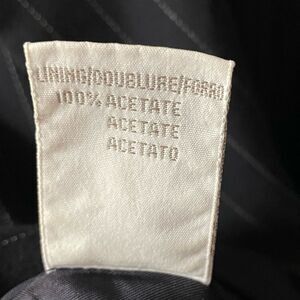 LINING/DOUBLURE/FORRO
100% ACETATE
ACETATE
ACETATO